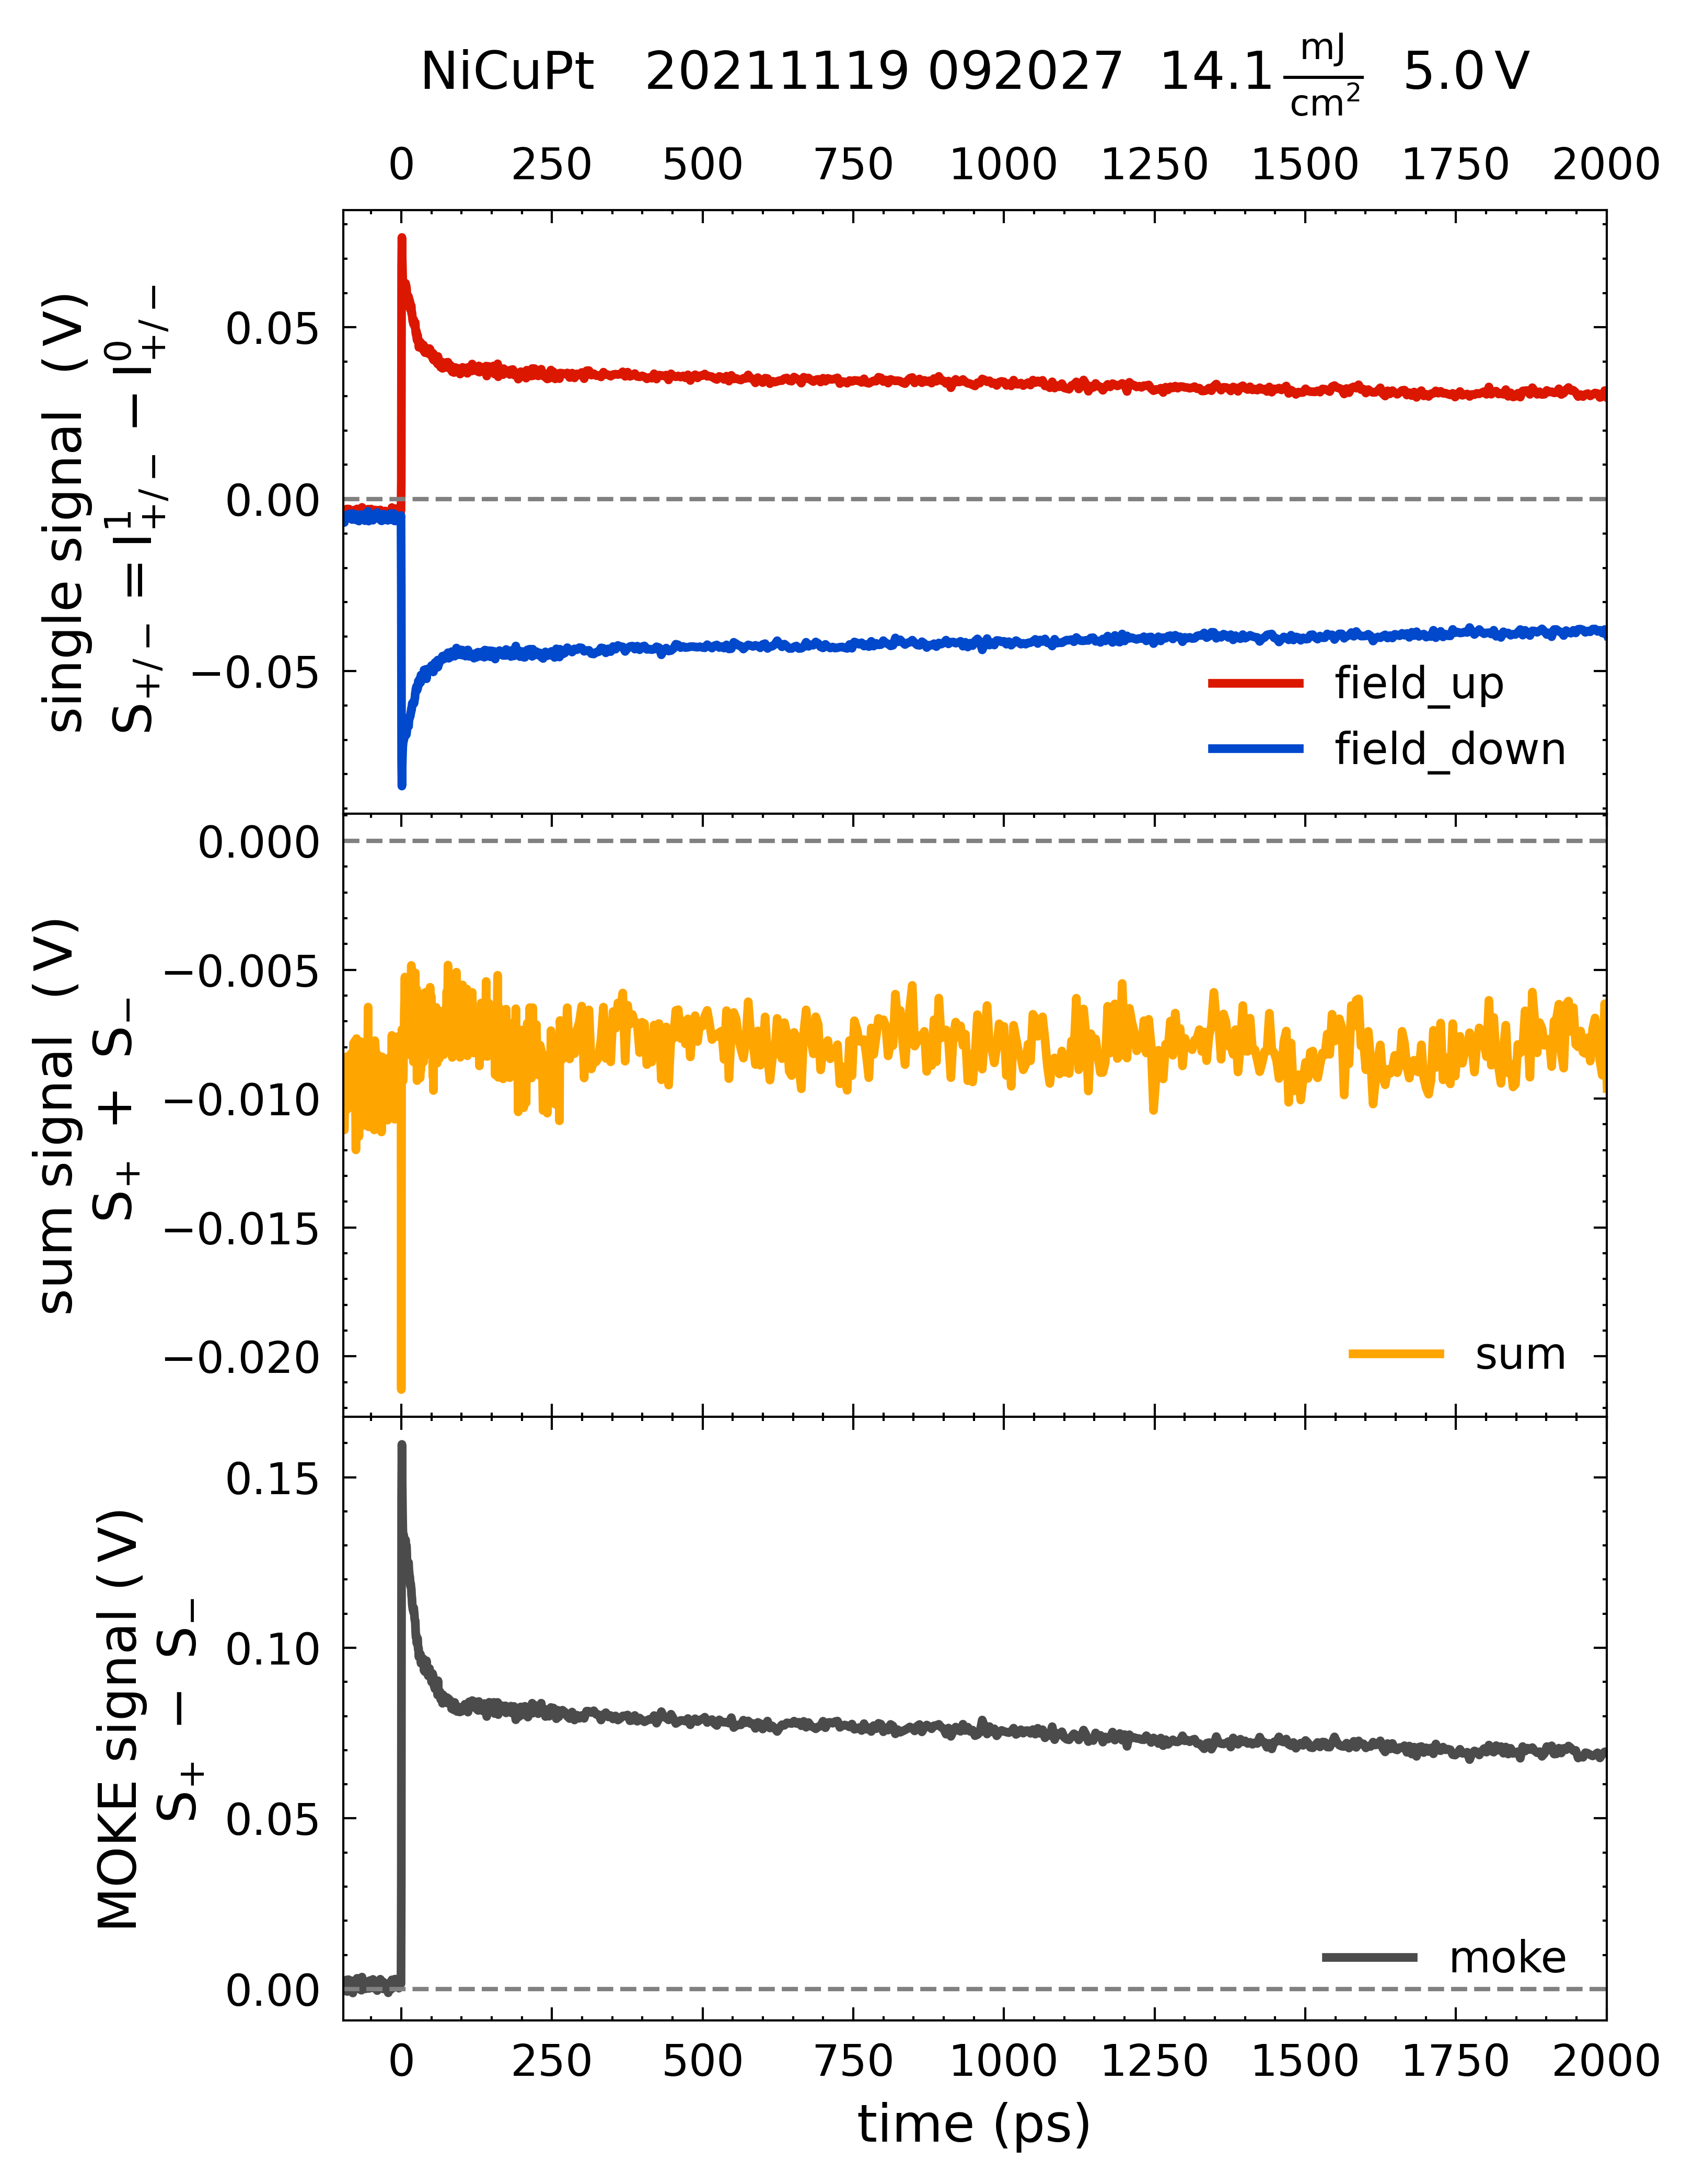 NiCuPt 20211119 092027 14.1 mJ/cm² 5.0 V
0 250 500 750 1000 1250 1500 1750 2000
single signal (V)
S₊/₋ = I¹₊/₋ − I⁰₊/₋
0.05
0.00
−0.05
field_up
field_down
sum signal (V)
S₊ + S₋
0.000
−0.005
−0.010
−0.015
−0.020
sum
MOKE signal (V)
S₊ − S₋
0.15
0.10
0.05
0.00
moke
0 250 500 750 1000 1250 1500 1750 2000
time (ps)